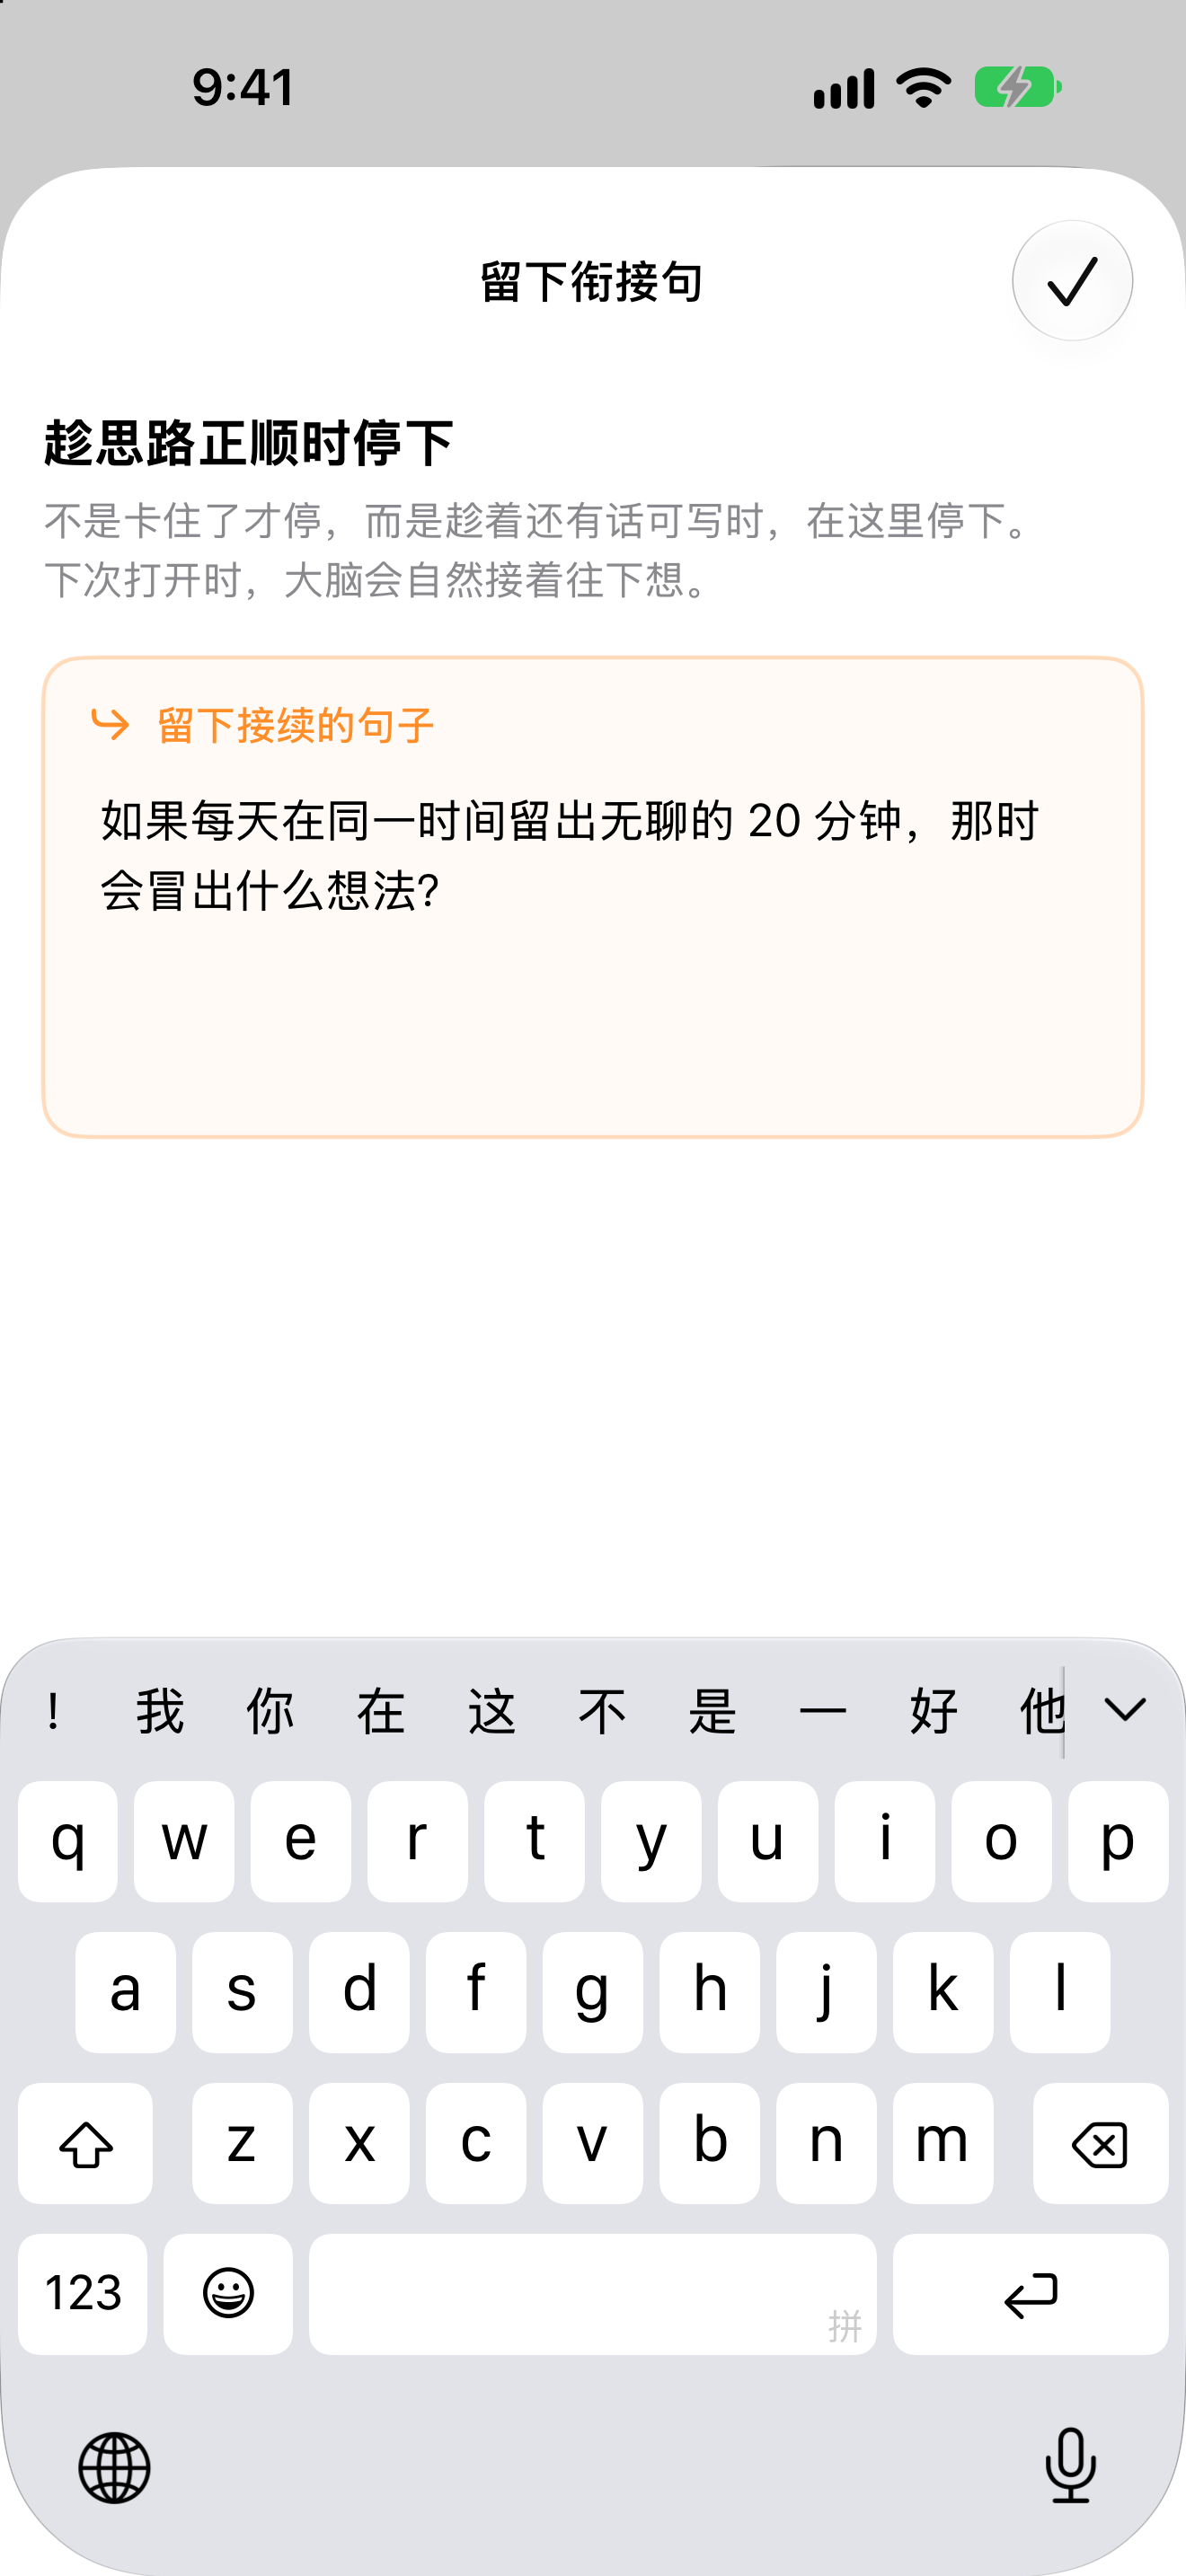 9:41
留下衔接句
趁思路正顺时停下
不是卡住了才停，而是趁着还有话可写时，在这里停下。
下次打开时，大脑会自然接着往下想。
留下接续的句子
如果每天在同一时间留出无聊的 20 分钟，那时
会冒出什么想法?
！ 我 你 在 这 不 是 一 好 他
q w e r t y u i o p
a s d f g h j k l
z x c v b n m
123 拼